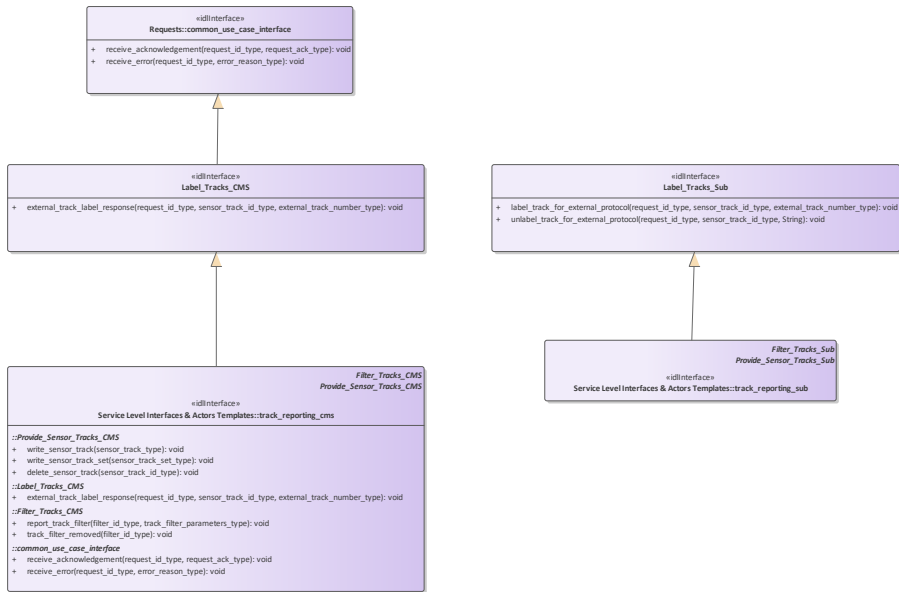 «idlInterface»
Requests::common_use_case_interface
+ receive_acknowledgement(request_id_type, request_ack_type): void
+ receive_error(request_id_type, error_reason_type): void
«idlInterface»
Label_Tracks_CMS
+ external_track_label_response(request_id_type, sensor_track_id_type, external_track_number_type): void
«idlInterface»
Label_Tracks_Sub
+ label_track_for_external_protocol(request_id_type, sensor_track_id_type, external_track_number_type): void
+ unlabel_track_for_external_protocol(request_id_type, sensor_track_id_type, String): void
Filter_Tracks_CMS
Provide_Sensor_Tracks_CMS
«idlInterface»
Service Level Interfaces & Actors Templates::track_reporting_cms
::Provide_Sensor_Tracks_CMS
+ write_sensor_track(sensor_track_type): void
+ write_sensor_track_set(sensor_track_set_type): void
+ delete_sensor_track(sensor_track_id_type): void
::Label_Tracks_CMS
+ external_track_label_response(request_id_type, sensor_track_id_type, external_track_number_type): void
::Filter_Tracks_CMS
+ report_track_filter(filter_id_type, track_filter_parameters_type): void
+ track_filter_removed(filter_id_type): void
::common_use_case_interface
+ receive_acknowledgement(request_id_type, request_ack_type): void
+ receive_error(request_id_type, error_reason_type): void
Filter_Tracks_Sub
Provide_Sensor_Tracks_Sub
«idlInterface»
Service Level Interfaces & Actors Templates::track_reporting_sub